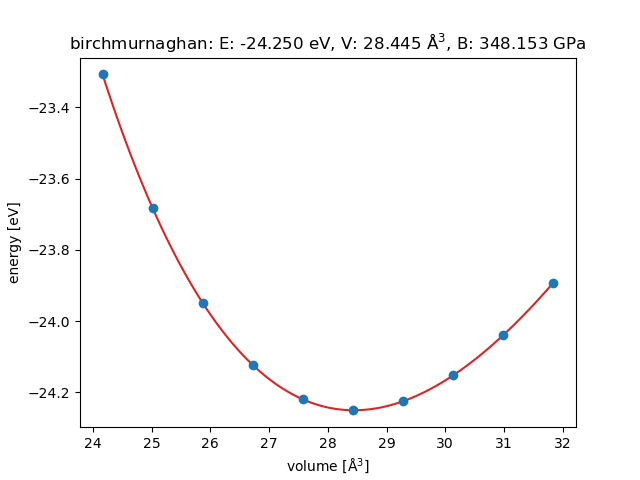 birchmurnaghan: E: -24.250 eV, V: 28.445 Å³, B: 348.153 GPa
energy [eV]
−23.4
−23.6
−23.8
−24.0
−24.2
24 25 26 27 28 29 30 31 32
volume [Å³]